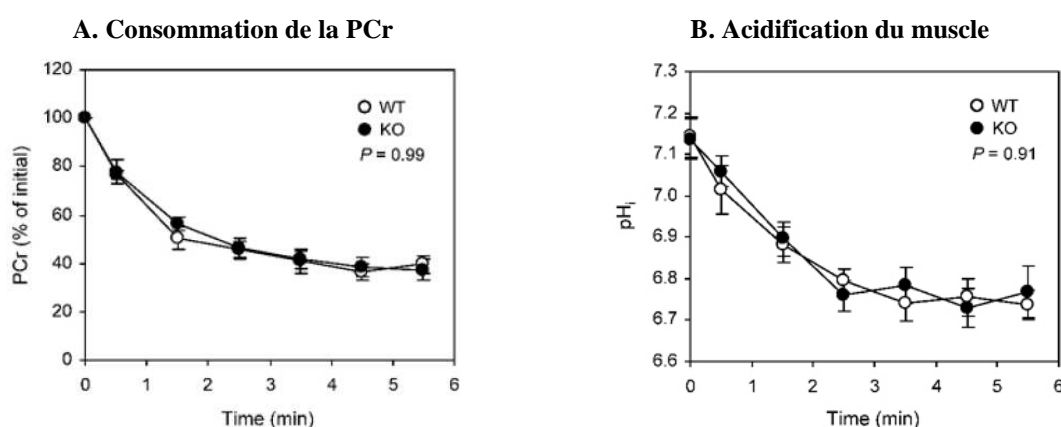 A. Consommation de la PCr
100
80
60
40
20
0
PCr (% of initial)
WT
KO
P = 0.99
0 1 2 3 4 5 6
Time (min)
B. Acidification du muscle
7.3
7.2
7.1
7.0
6.9
6.8
6.7
6.6
pHi
WT
KO
P = 0.91
0 1 2 3 4 5 6
Time (min)